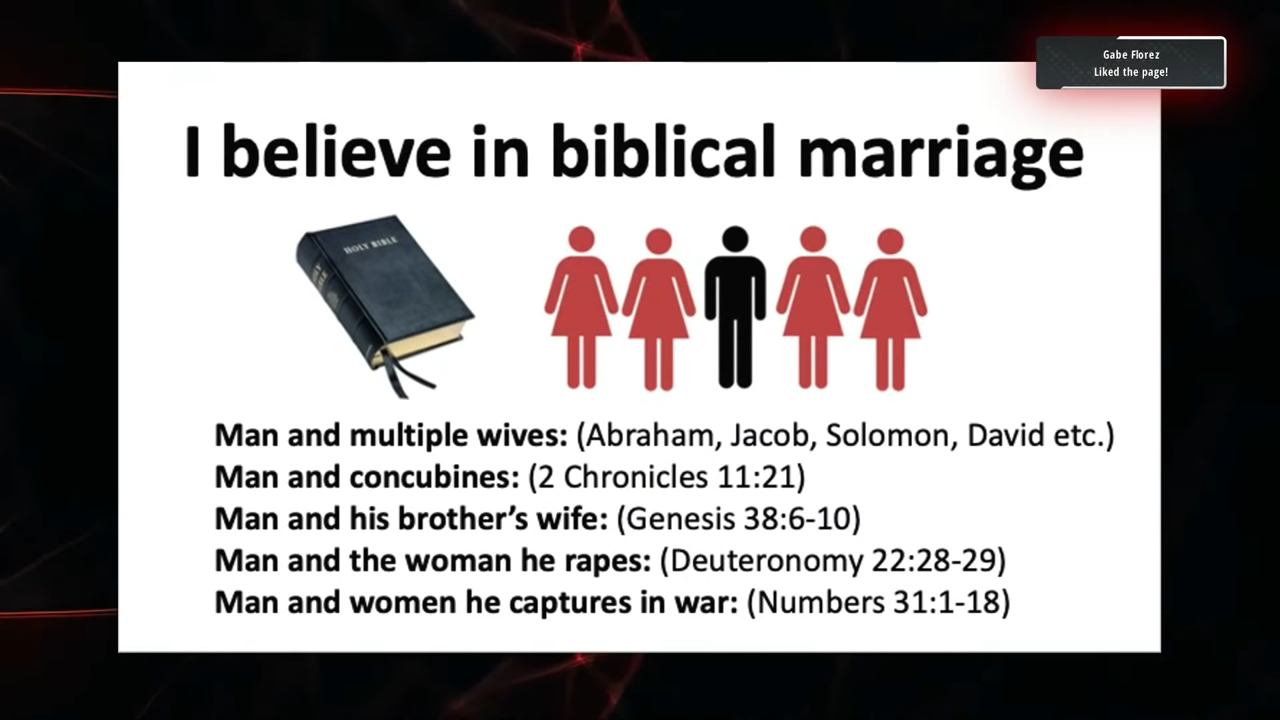 Gabe Florez
Liked the page!
I believe in biblical marriage
HOLY BIBLE
Man and multiple wives: (Abraham, Jacob, Solomon, David etc.)
Man and concubines: (2 Chronicles 11:21)
Man and his brother’s wife: (Genesis 38:6-10)
Man and the woman he rapes: (Deuteronomy 22:28-29)
Man and women he captures in war: (Numbers 31:1-18)